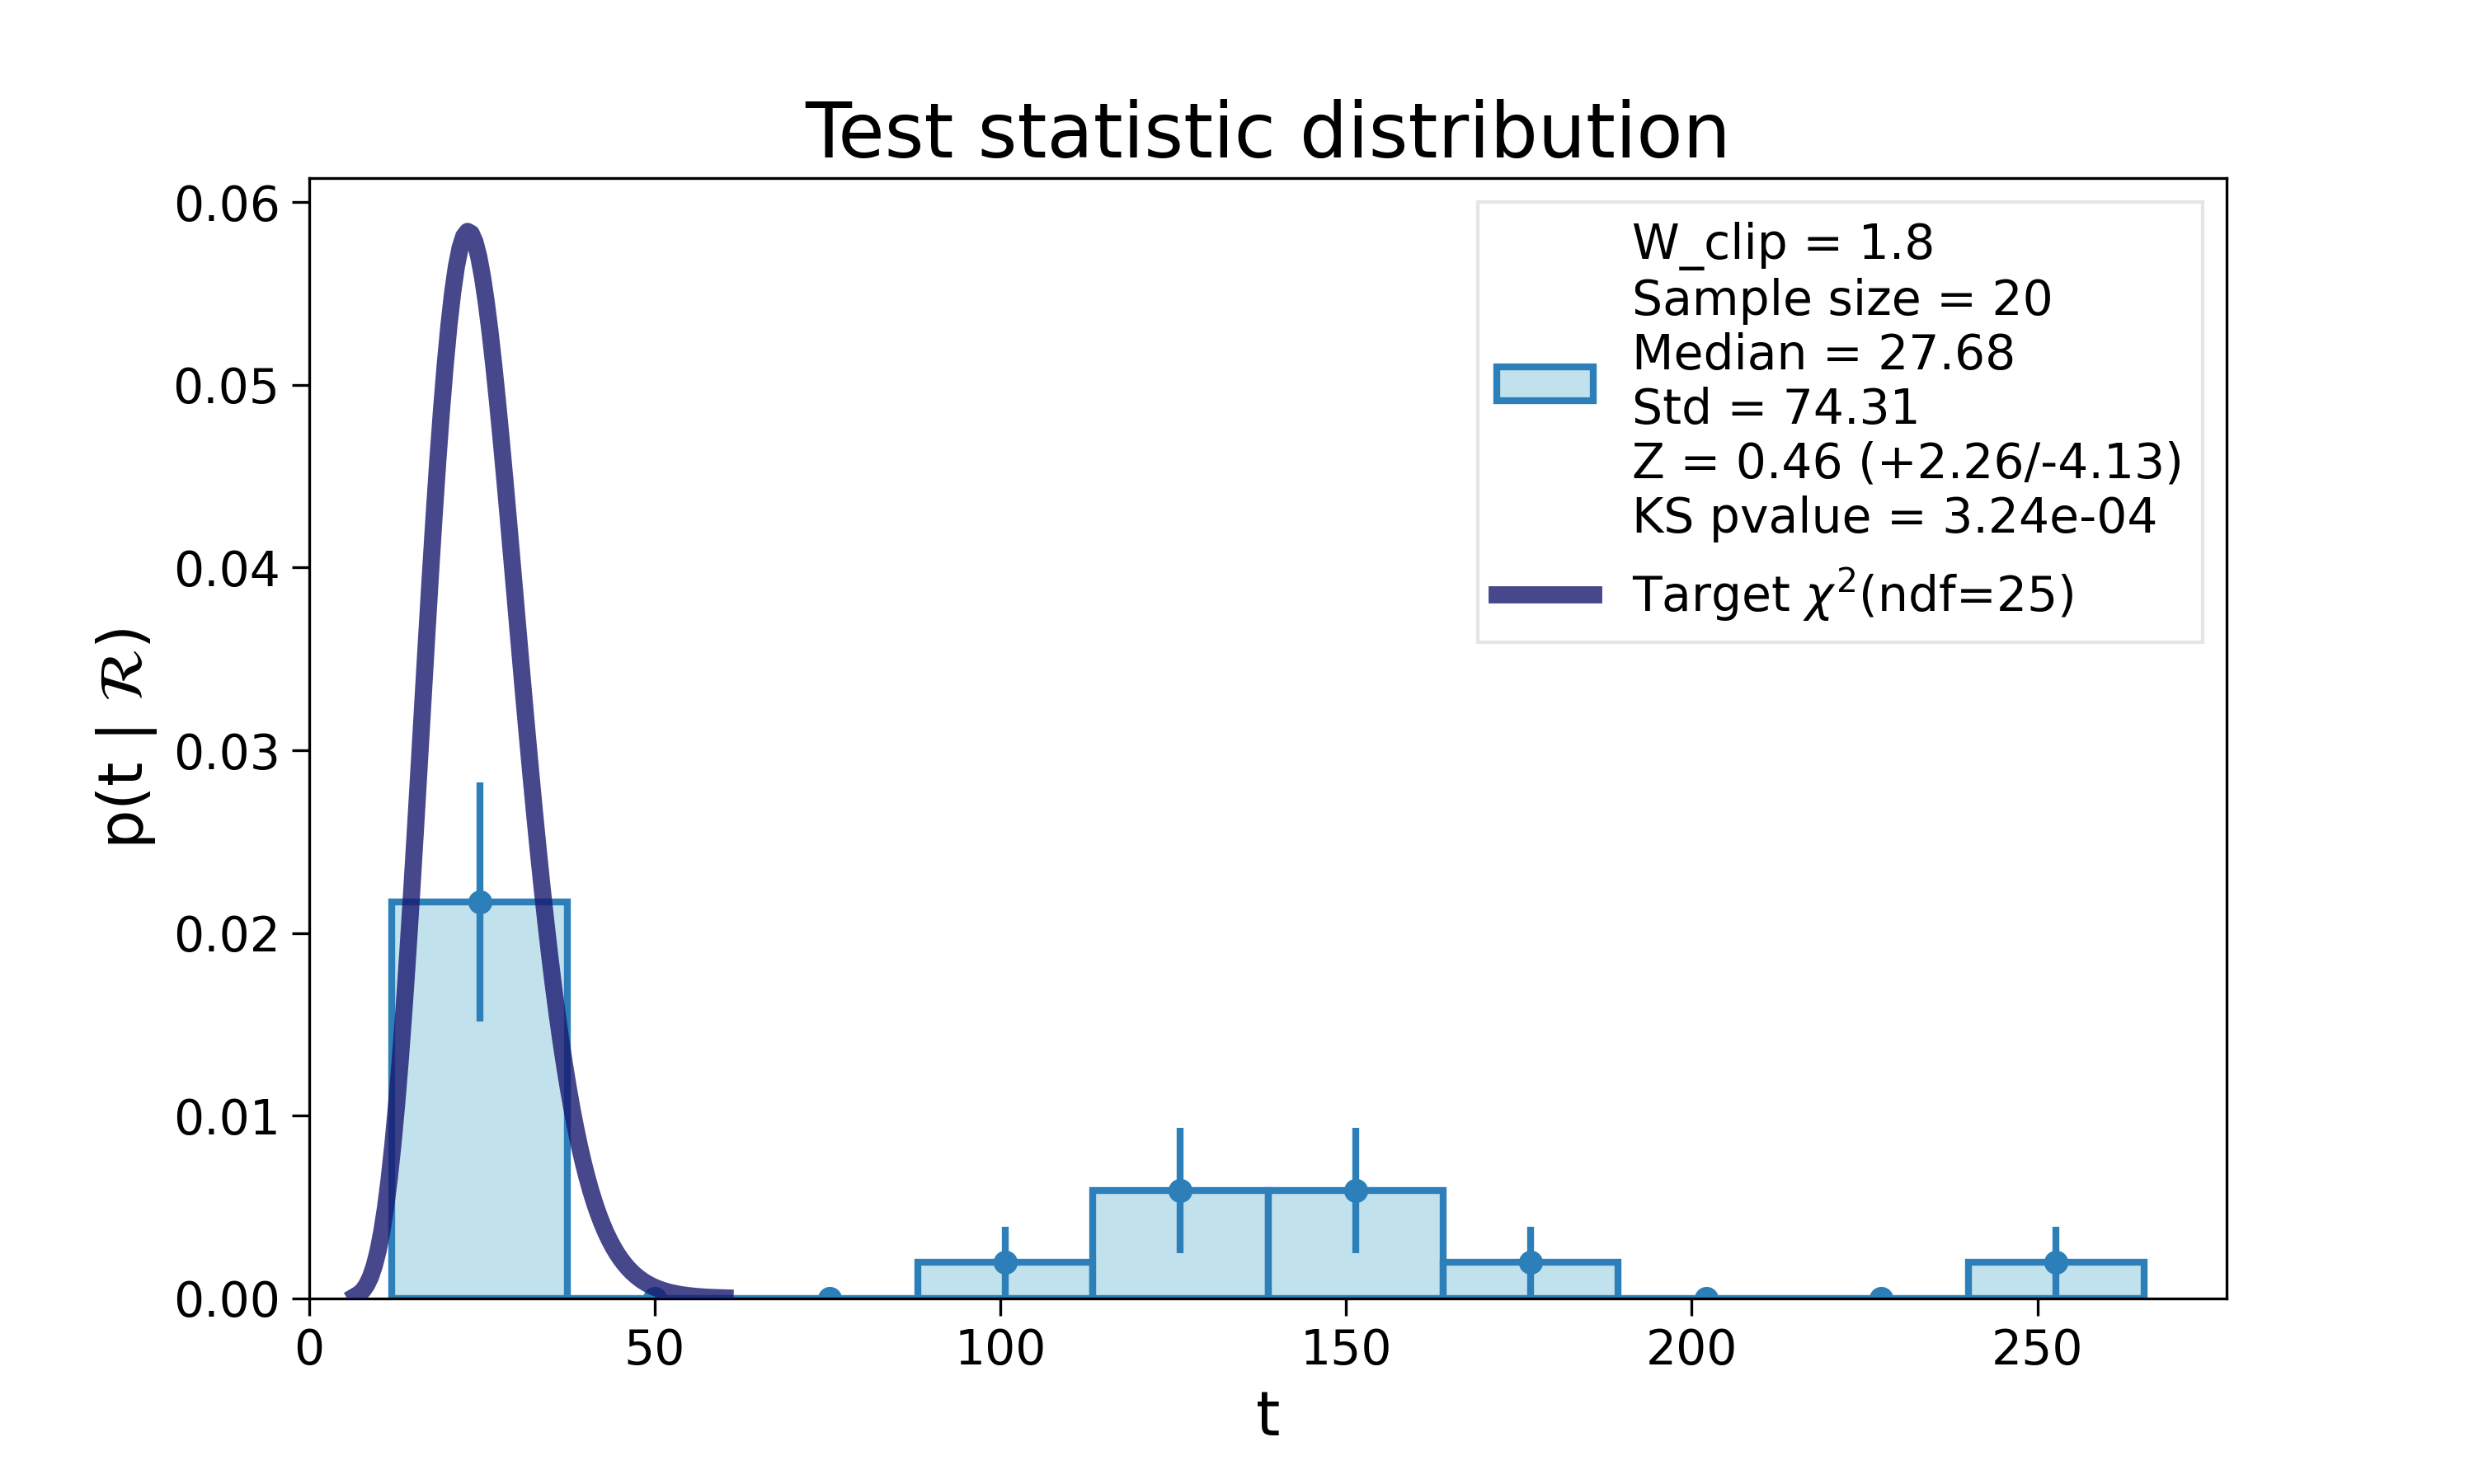 Test statistic distribution
0.06
0.05
0.04
0.03
0.02
0.01
0.00
p(t | ℛ)
W_clip = 1.8
Sample size = 20
Median = 27.68
Std = 74.31
Z = 0.46 (+2.26/-4.13)
KS pvalue = 3.24e-04
Target χ²(ndf=25)
0 50 100 150 200 250
t